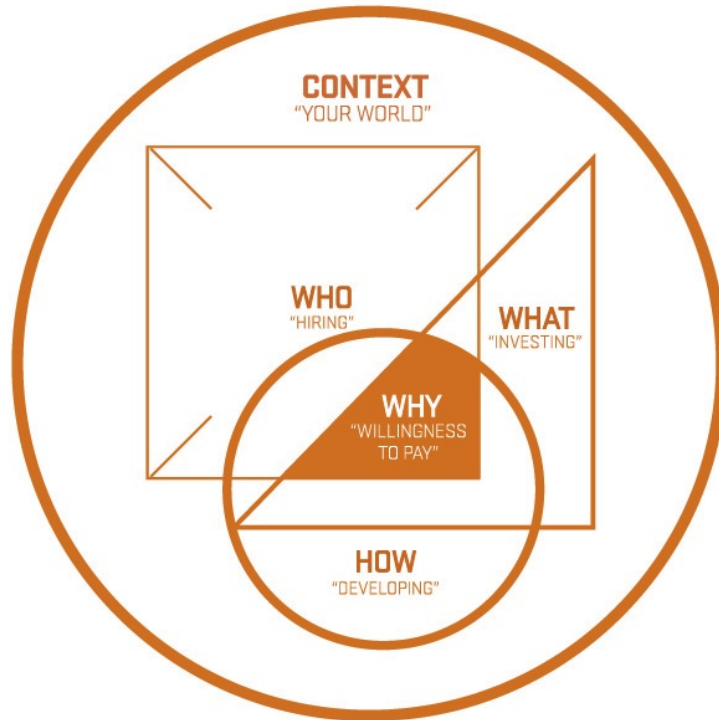 CONTEXT
“YOUR WORLD”
WHO
“HIRING”
WHAT
“INVESTING”
WHY
“WILLINGNESS
TO PAY”
HOW
“DEVELOPING”